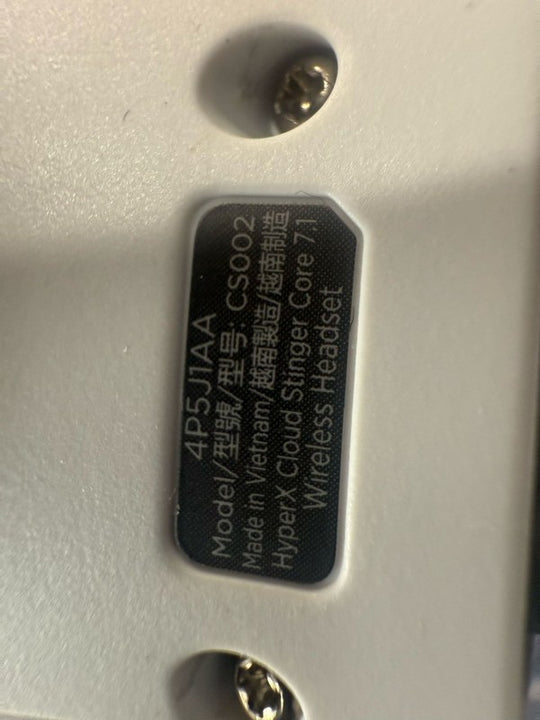 4P5J1AA
Model/型號/型号: CS002
Made in Vietnam/越南製造/越南制造
HyperX Cloud Stinger Core 7.1
Wireless Headset